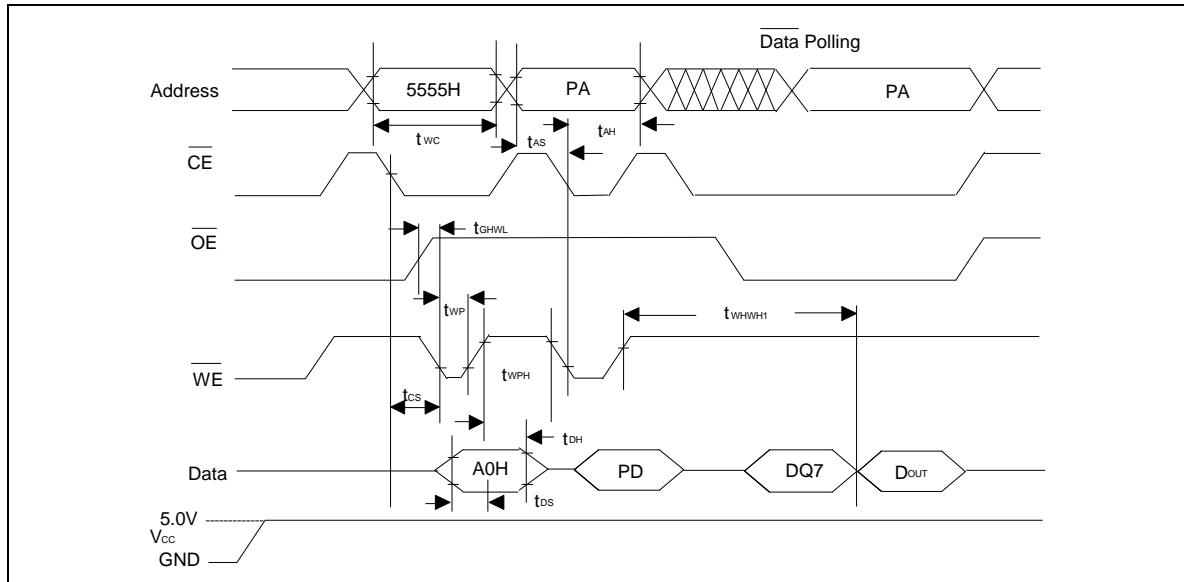 Data Polling
Address
5555H
PA
PA
tWC
tAS
tAH
CE
OE
tGHWL
tWP
tWHWH1
WE
tWPH
tCS
tDH
Data
A0H
PD
DQ7
DOUT
tDS
5.0V
VCC
GND